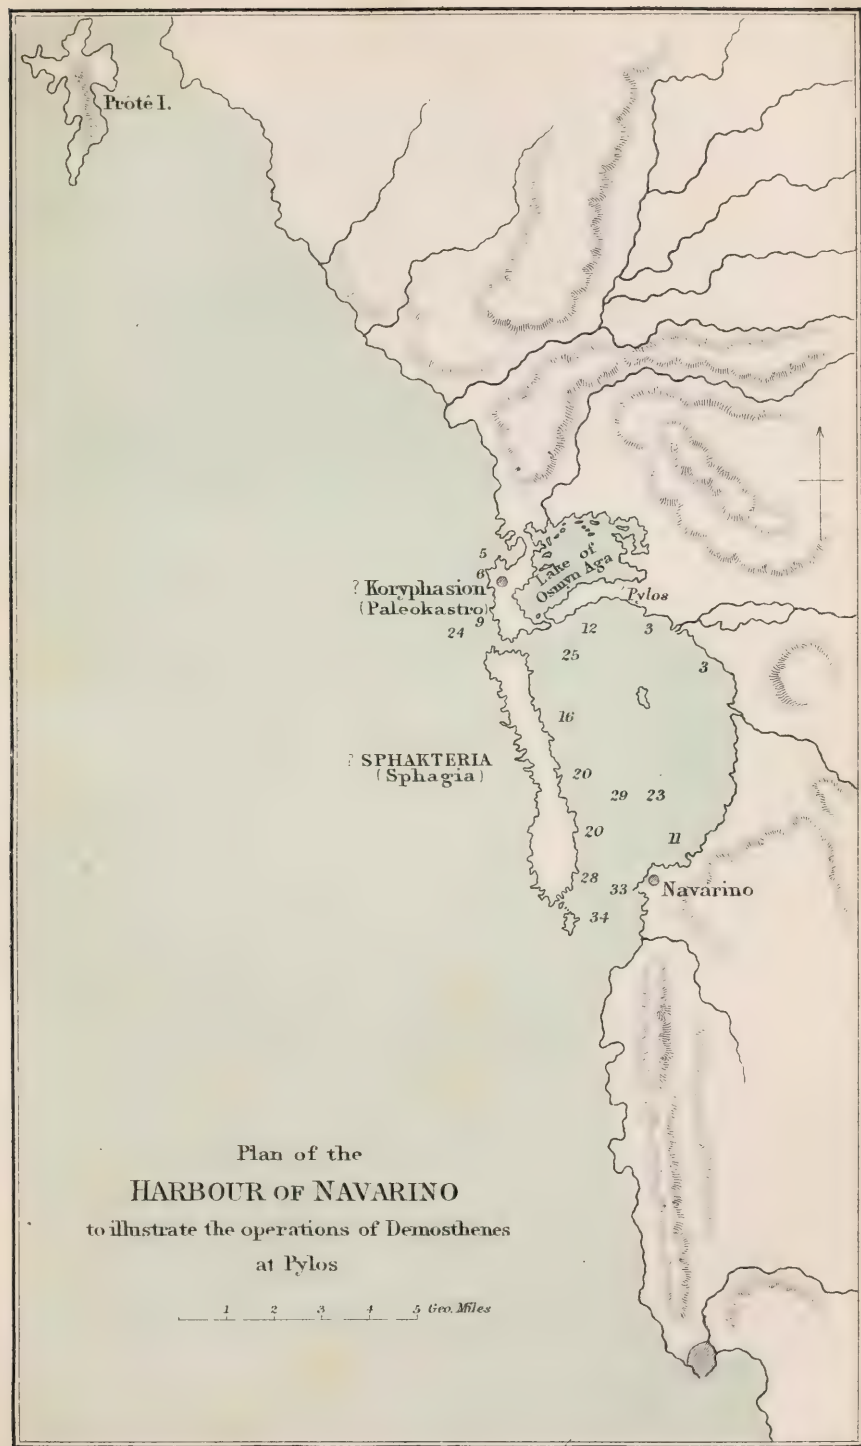 Prôtê I.
5
6
? Koryphasion
(Paleokastro)
9
24
Lake of
Osmyn Aga
Pylos
12
3
25
3
16
? SPHAKTERIA
(Sphagia)
20
29
23
20
11
28
33
Navarino
34
Plan of the
HARBOUR OF NAVARINO
to illustrate the operations of Demosthenes
at Pylos
1 2 3 4 5 Geo. Miles